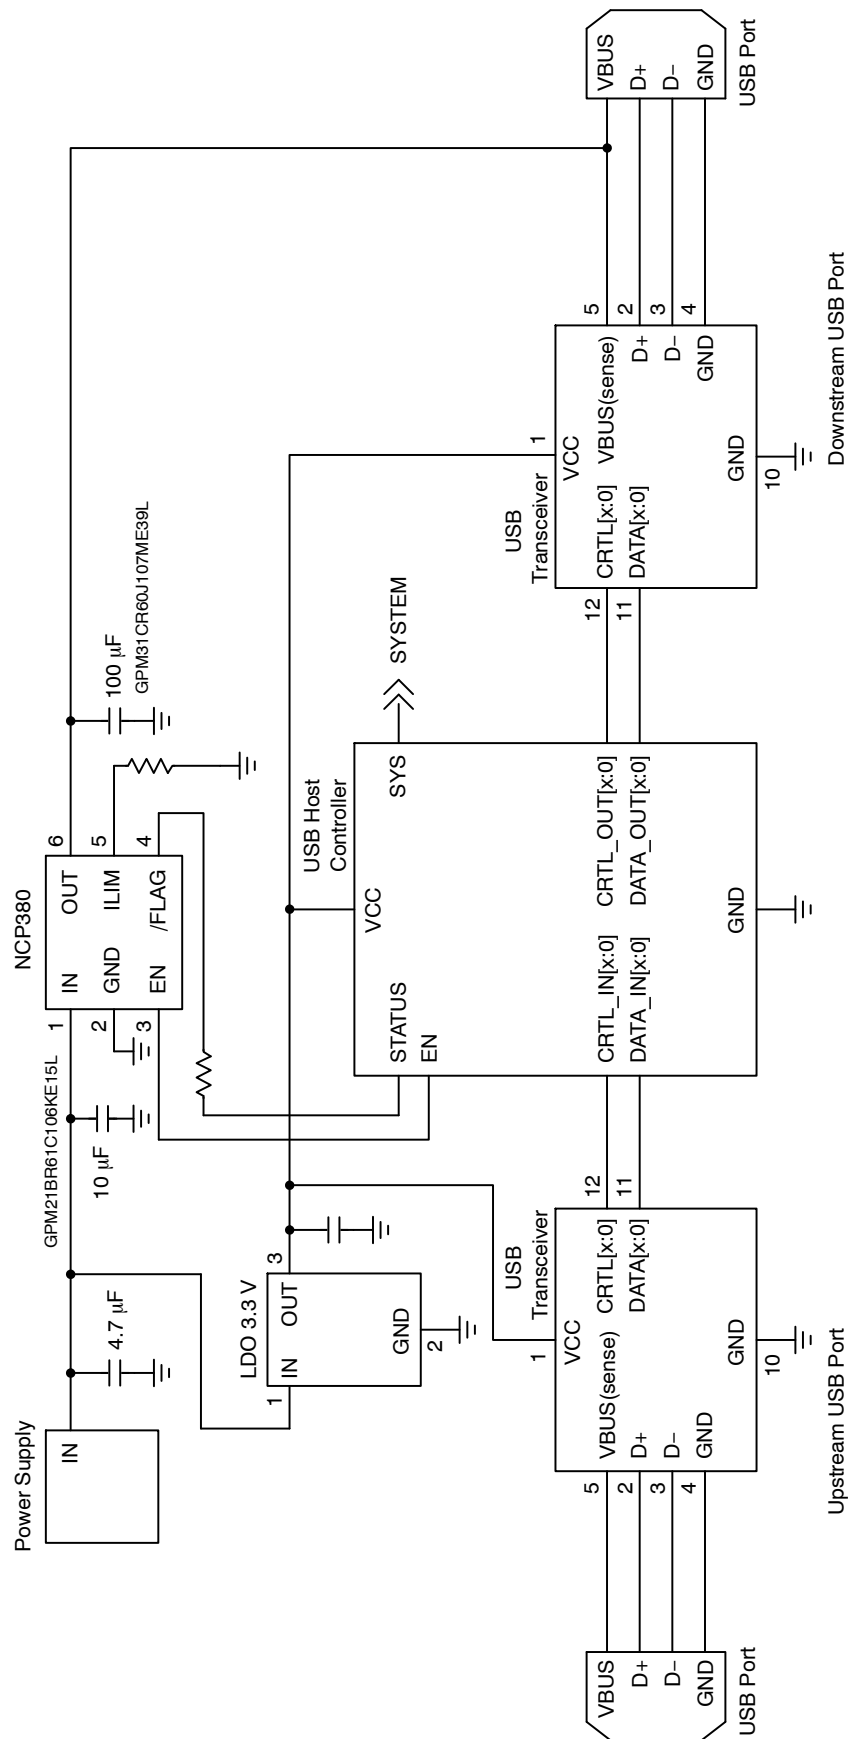 Power Supply
IN
4.7 µF
GPM21BR61C106KE15L
10 µF
NCP380
1
2
3
IN
GND
EN
OUT
ILIM
/FLAG
6
5
4
100 µF
GPM31CR60J107ME39L
LDO 3.3 V
1
IN
OUT
3
GND
2
USB Host
Controller
VCC
STATUS
EN
SYS
SYSTEM
CRTL_IN[x:0]
DATA_IN[x:0]
CRTL_OUT[x:0]
DATA_OUT[x:0]
GND
USB
Transceiver
1
VCC
VBUS(sense)
D+
D−
GND
5
2
3
4
CRTL[x:0]
DATA[x:0]
12
11
GND
10
VBUS
D+
D−
GND
USB Port
Upstream USB Port
USB
Transceiver
1
VCC
12
11
CRTL[x:0]
DATA[x:0]
VBUS(sense)
D+
D−
GND
5
2
3
4
GND
10
VBUS
D+
D−
GND
USB Port
Downstream USB Port